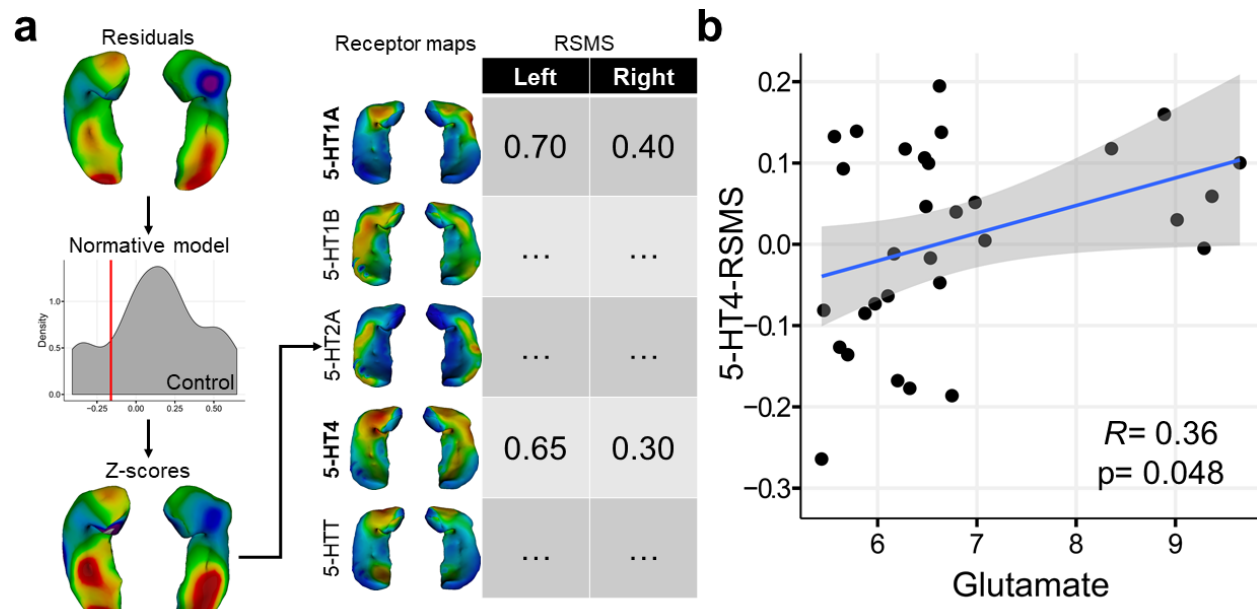 a
Residuals
Normative model
Density
1.0
0.5
0.0
Control
−0.25 0.00 0.25 0.50
Z-scores
Receptor maps RSMS
Left Right
5-HT1A 0.70 0.40
5-HT1B ... ...
5-HT2A ... ...
5-HT4 0.65 0.30
5-HTT ... ...
b
5-HT4-RSMS
0.2
0.1
0.0
−0.1
−0.2
−0.3
R= 0.36
p= 0.048
6 7 8 9
Glutamate